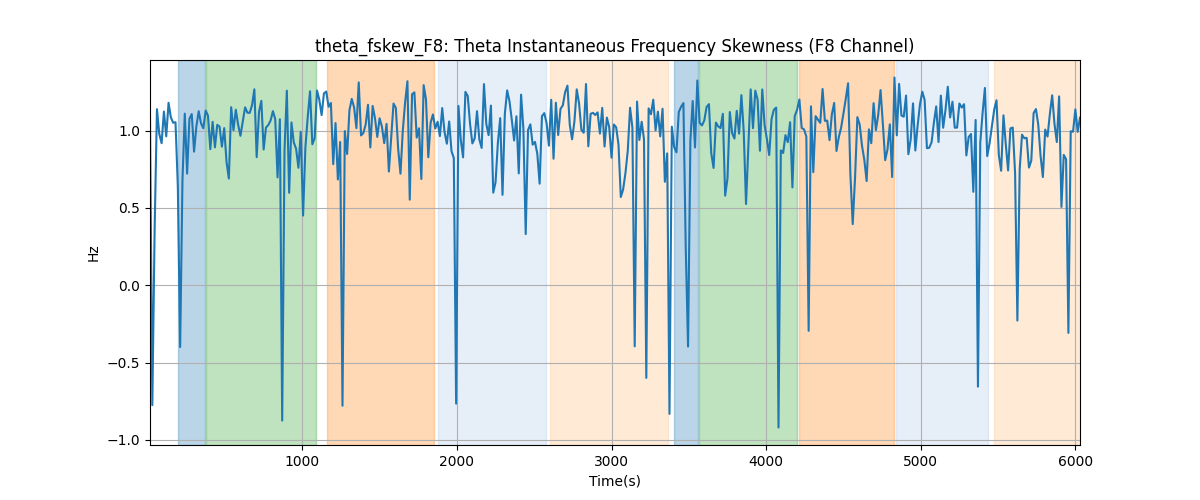 theta_fskew_F8: Theta Instantaneous Frequency Skewness (F8 Channel)
Hz
1.0
0.5
0.0
−0.5
−1.0
1000 2000 3000 4000 5000 6000
Time(s)